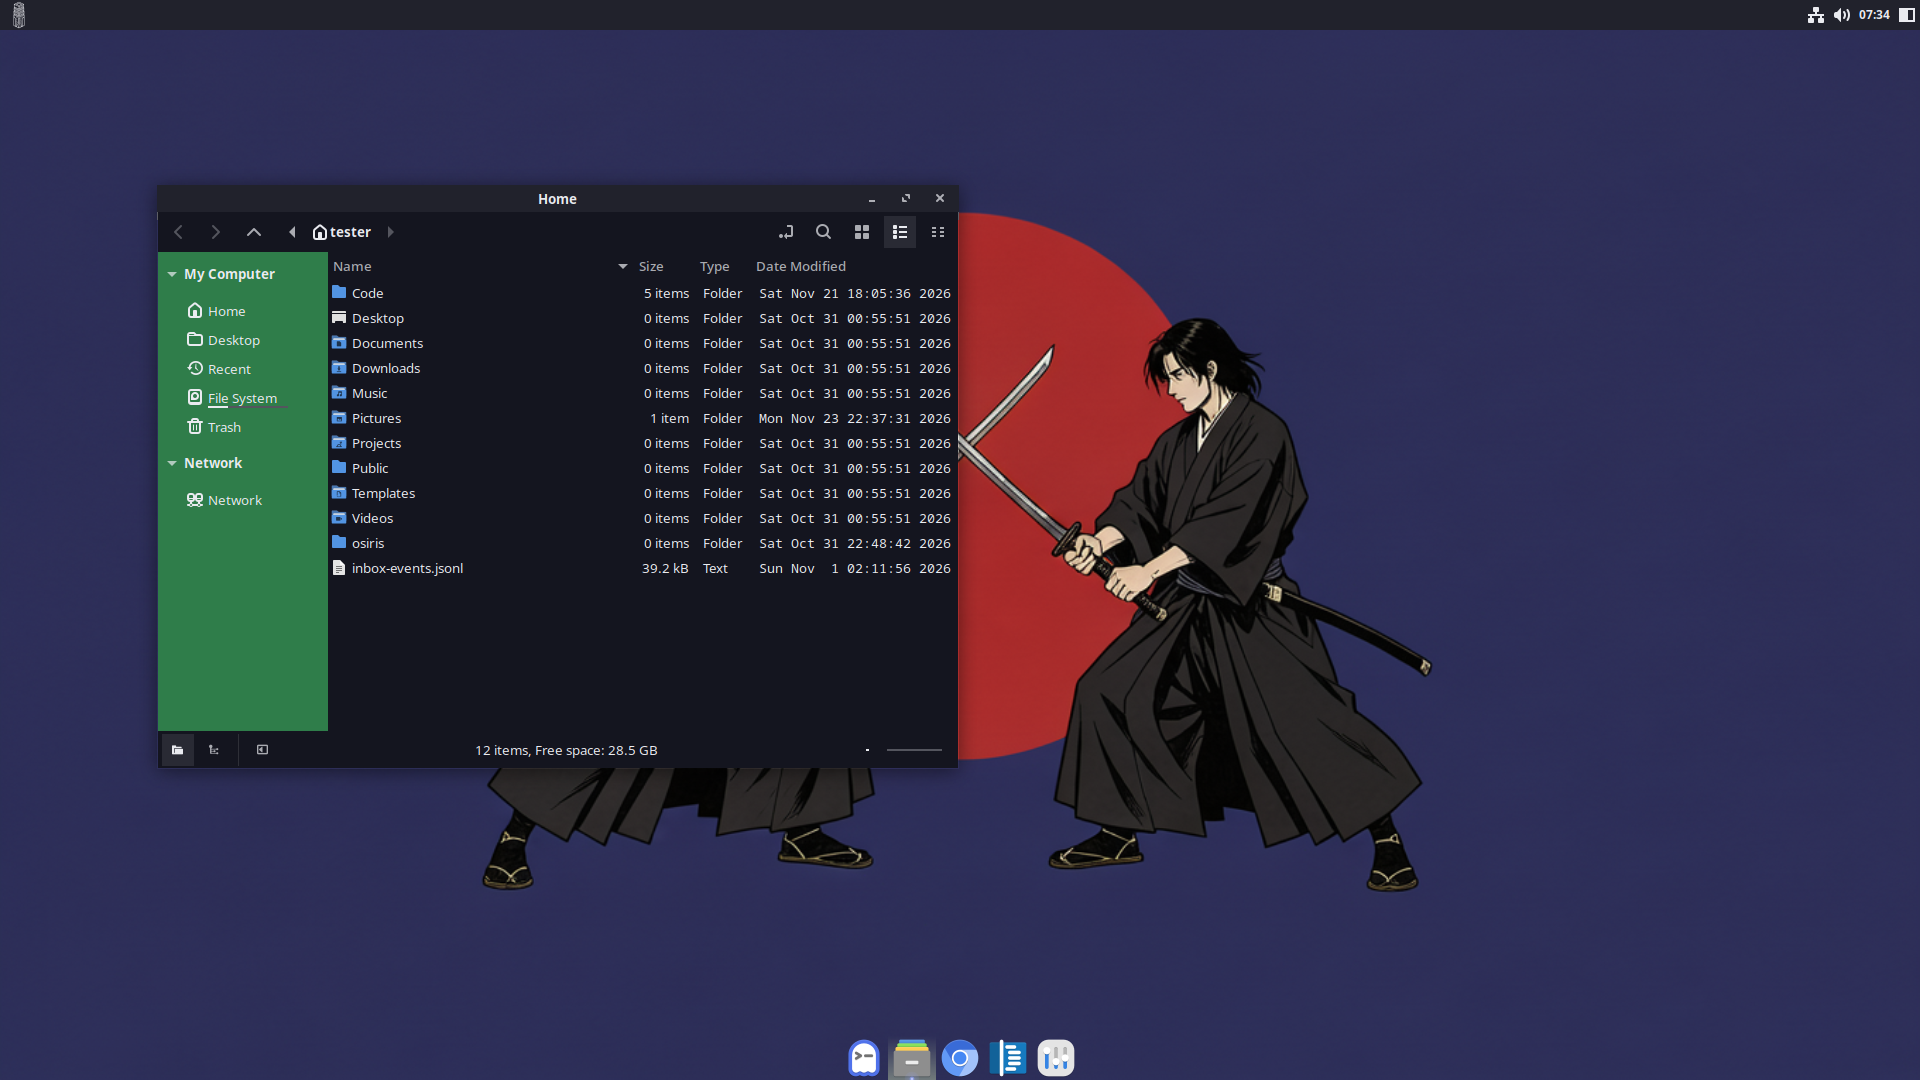 07:34
Home
tester
My Computer
Home
Desktop
Recent
File System
Trash
Network
Network
Name Size Type Date Modified
Code 5 items Folder Sat Nov 21 18:05:36 2026
Desktop 0 items Folder Sat Oct 31 00:55:51 2026
Documents 0 items Folder Sat Oct 31 00:55:51 2026
Downloads 0 items Folder Sat Oct 31 00:55:51 2026
Music 0 items Folder Sat Oct 31 00:55:51 2026
Pictures 1 item Folder Mon Nov 23 22:37:31 2026
Projects 0 items Folder Sat Oct 31 00:55:51 2026
Public 0 items Folder Sat Oct 31 00:55:51 2026
Templates 0 items Folder Sat Oct 31 00:55:51 2026
Videos 0 items Folder Sat Oct 31 00:55:51 2026
osiris 0 items Folder Sat Oct 31 22:48:42 2026
inbox-events.jsonl 39.2 kB Text Sun Nov 1 02:11:56 2026
12 items, Free space: 28.5 GB